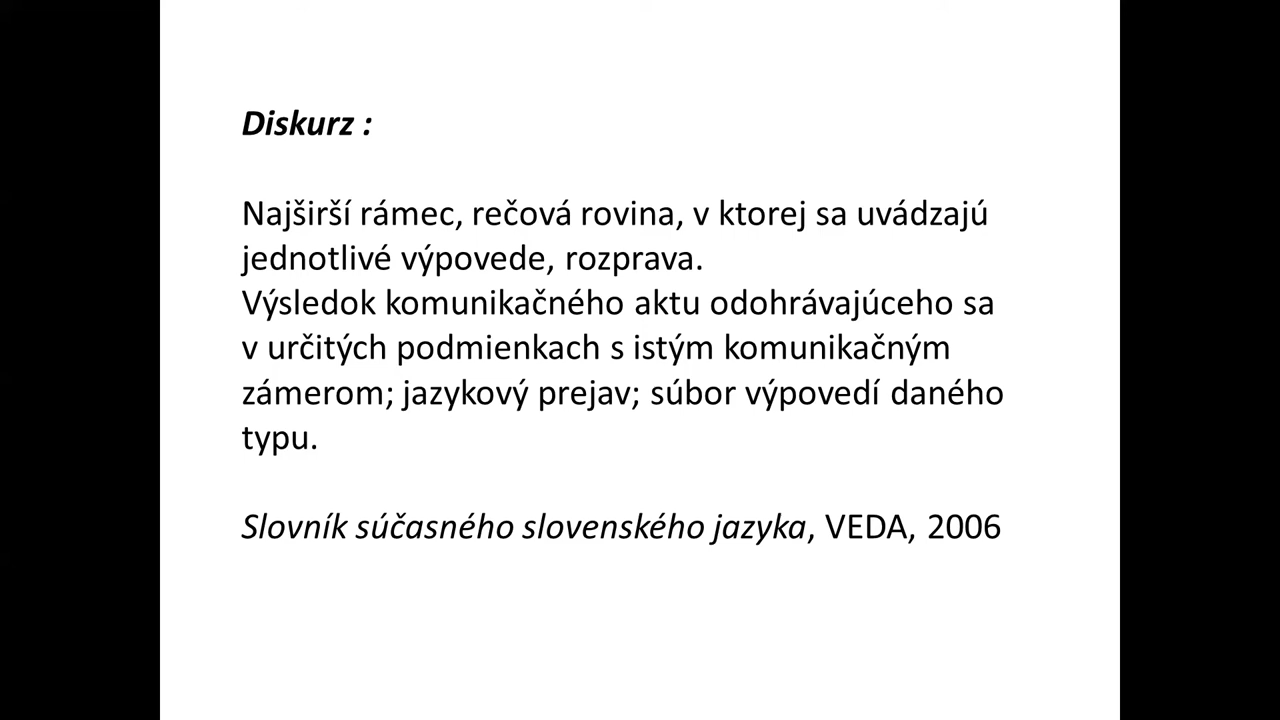 Diskurz :
Najširší rámec, rečová rovina, v ktorej sa uvádzajú
jednotlivé výpovede, rozprava.
Výsledok komunikačného aktu odohrávajúceho sa
v určitých podmienkach s istým komunikačným
zámerom; jazykový prejav; súbor výpovedí daného
typu.
Slovník súčasného slovenského jazyka, VEDA, 2006